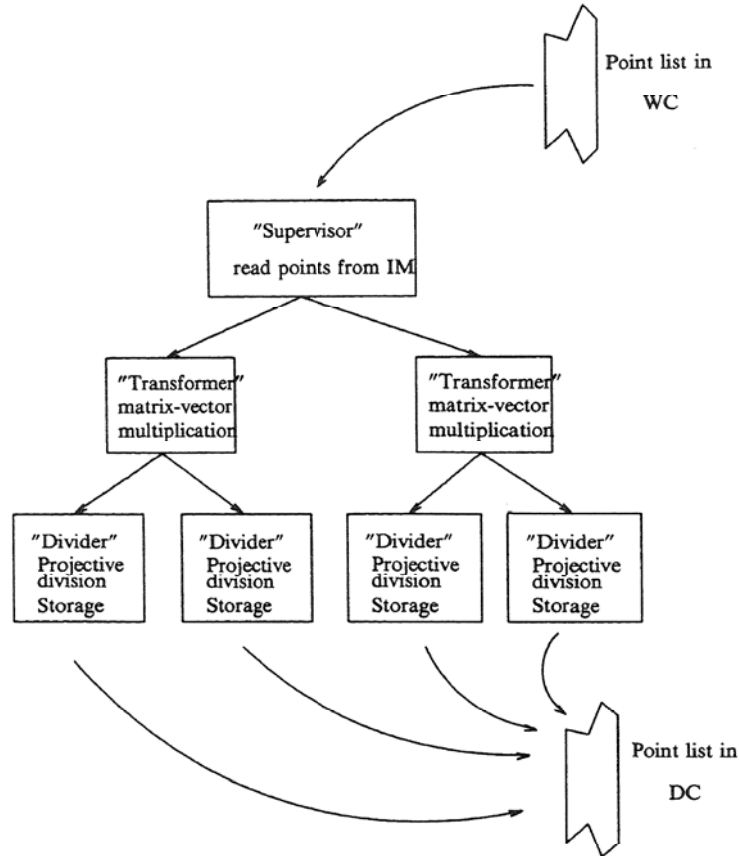 Point list in
WC
"Supervisor"
read points from IM
"Transformer"
matrix-vector
multiplication
"Transformer"
matrix-vector
multiplication
"Divider"
Projective
division
Storage
"Divider"
Projective
division
Storage
"Divider"
Projective
division
Storage
"Divider"
Projective
division
Storage
Point list in
DC